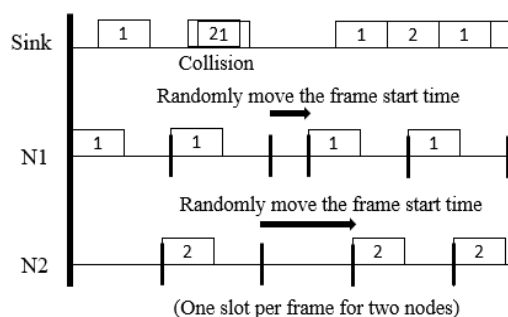 Sink 1 21 1 2 1
Collision
Randomly move the frame start time
N1 1 1 1 1
Randomly move the frame start time
N2 2 2 2
(One slot per frame for two nodes)